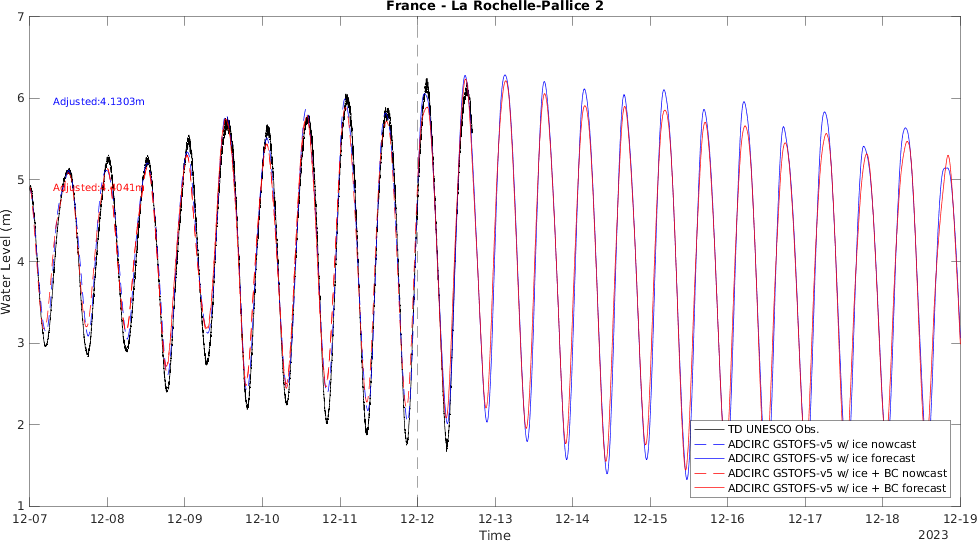 France - La Rochelle-Pallice 2
7
6
5
4
3
2
1
Water Level (m)
Adjusted:4.1303m
Adjusted:4.4041m
TD UNESCO Obs.
ADCIRC GSTOFS-v5 w/ ice nowcast
ADCIRC GSTOFS-v5 w/ ice forecast
ADCIRC GSTOFS-v5 w/ ice + BC nowcast
ADCIRC GSTOFS-v5 w/ ice + BC forecast
12-07 12-08 12-09 12-10 12-11 12-12 12-13 12-14 12-15 12-16 12-17 12-18 12-19
Time
2023